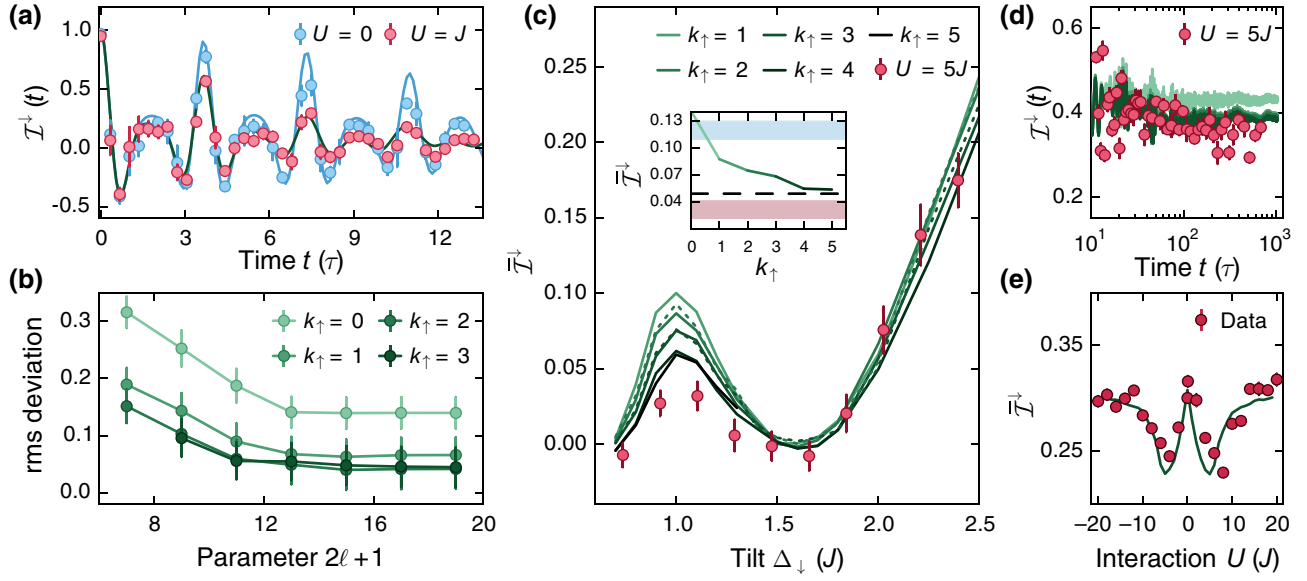 (a)
U = 0 U = J
1.0
0.5
0.0
-0.5
I↓(t)
0 3 6 9 12
Time t (τ)
(b)
k↑ = 0 k↑ = 2
k↑ = 1 k↑ = 3
0.3
0.2
0.1
0.0
rms deviation
8 12 14 16 18 20
Parameter 2ℓ+1
(c)
k↑ = 1 k↑ = 3 k↑ = 5
k↑ = 2 k↑ = 4 U = 5J
0.25
0.20
0.15
0.10
0.05
0.00
I̅↓
0.13
0.10
0.07
0.04
I̅↓
0 1 2 3 4 5
k↑
1.0 1.5 2.0 2.5
Tilt Δ↓ (J)
(d)
U = 5J
0.6
0.4
0.2
I↓(t)
10¹ 10² 10³
Time t (τ)
(e)
Data
0.35
0.25
I̅↓
−20 −10 0 10 20
Interaction U (J)